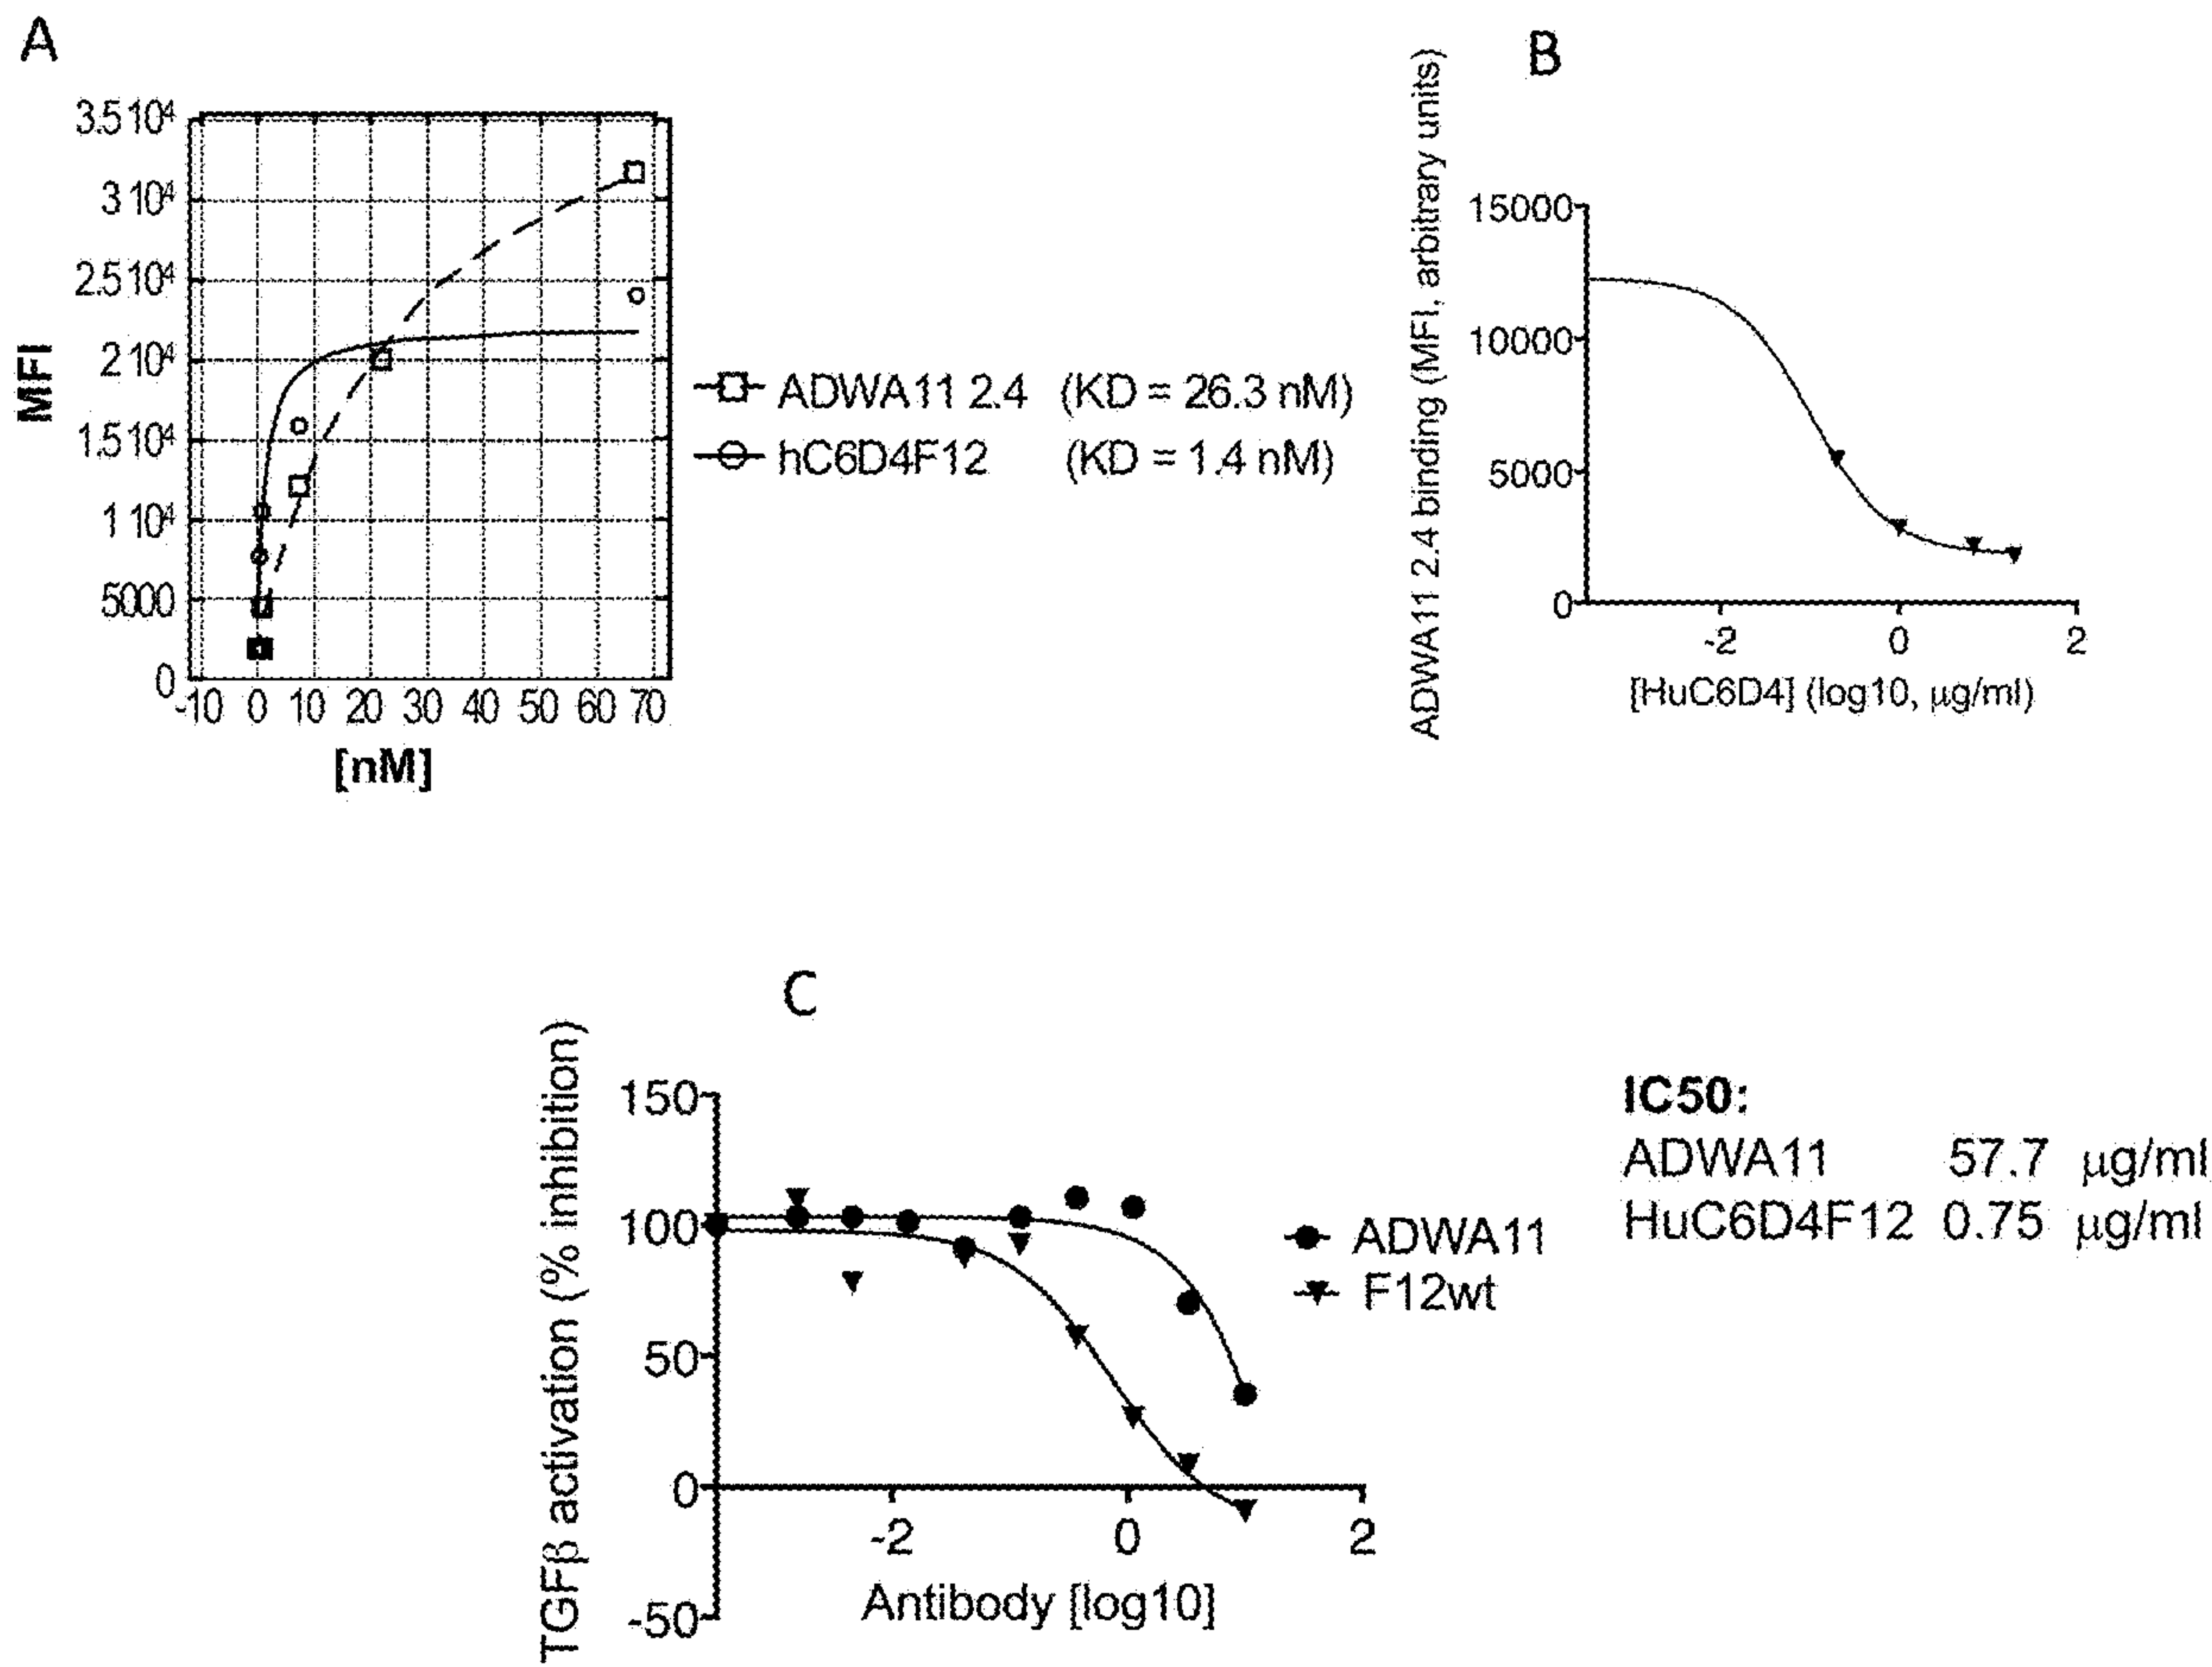 A
3.5 10⁴
3 10⁴
2.5 10⁴
2 10⁴
1.5 10⁴
1 10⁴
5000
0
-10 0 10 20 30 40 50 60 70
MFI
[nM]
ADWA11 2.4 (KD = 26.3 nM)
hC6D4F12 (KD = 1.4 nM)
B
ADWA11 2.4 binding (MFI, arbitrary units)
15000
10000
5000
0
-2 0 2
[HuC6D4] (log10, µg/ml)
C
TGFβ activation (% inhibition)
150
100
50
0
-50
-2 0 2
Antibody [log10]
ADWA11
F12wt
IC50:
ADWA11 57.7 µg/ml
HuC6D4F12 0.75 µg/ml